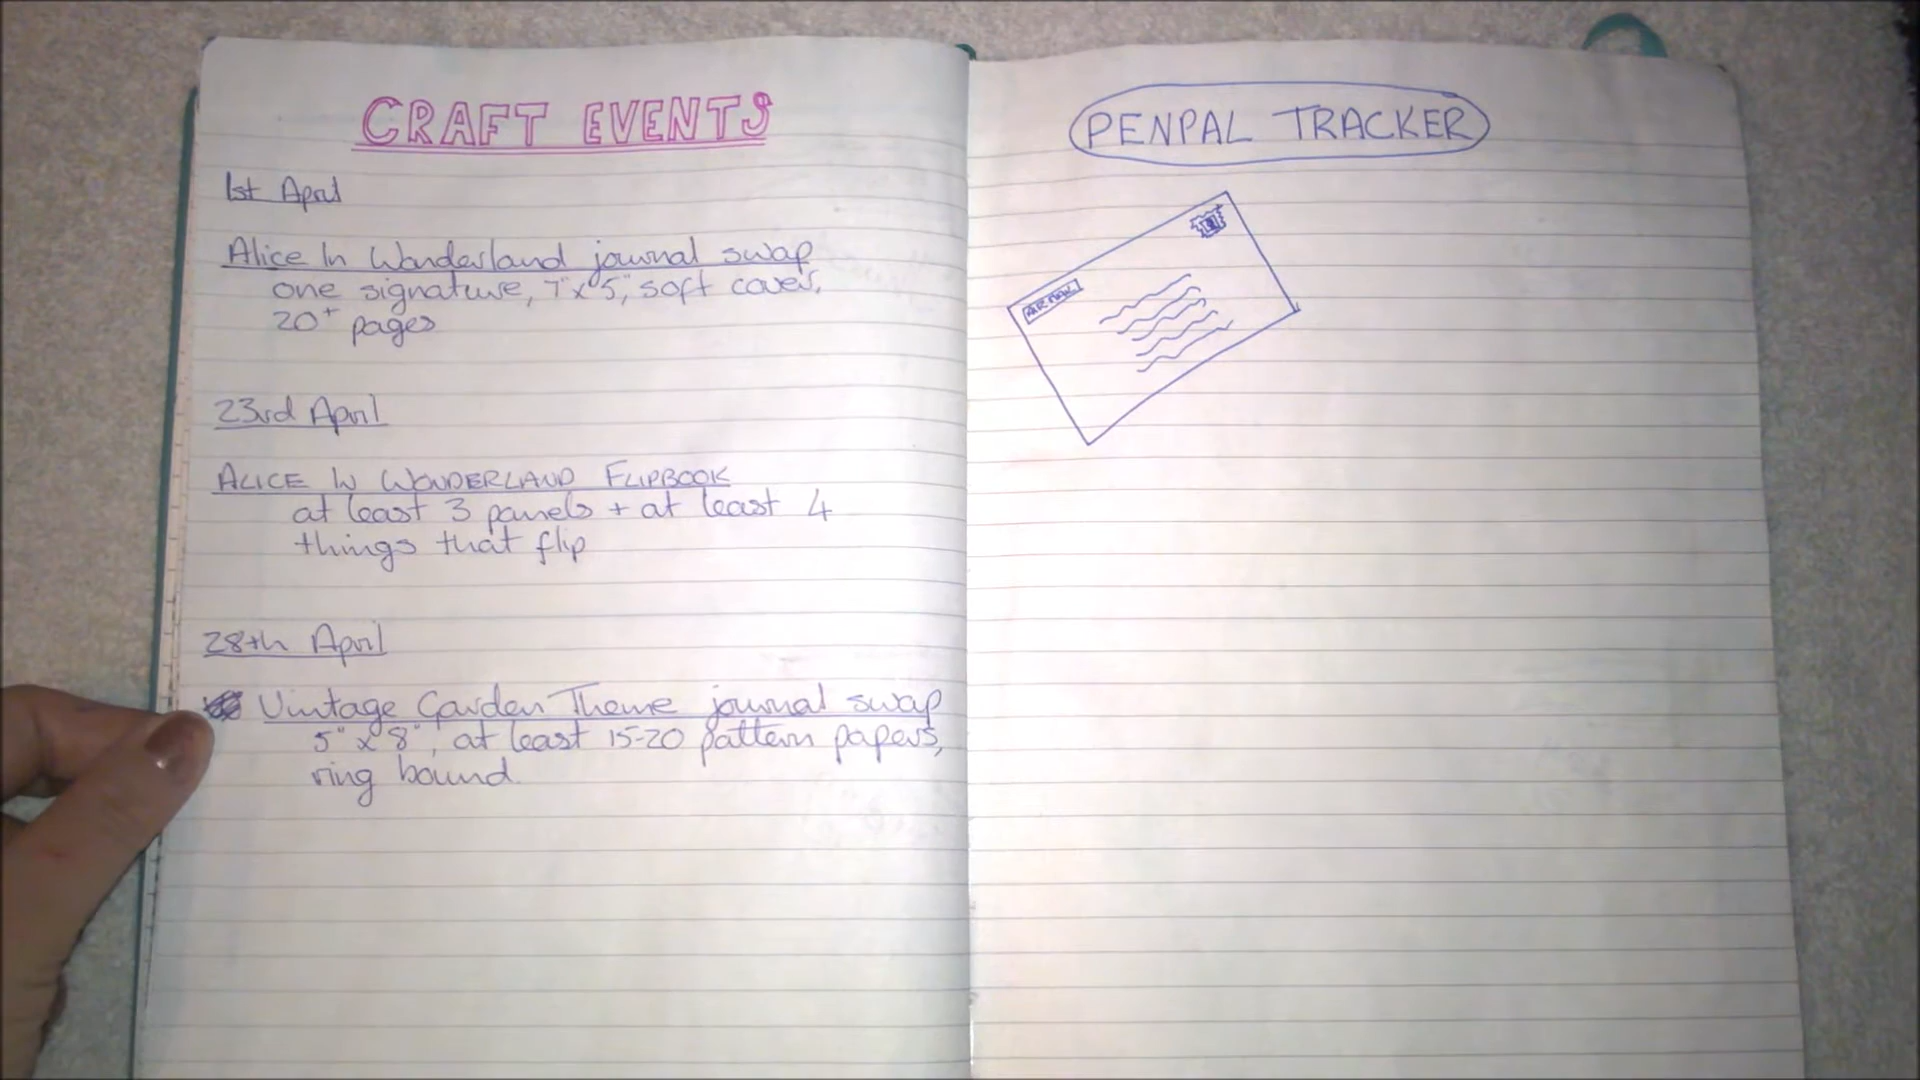 CRAFT EVENTS
1st April
Alice In Wonderland journal swap
one signature, 7"x5", soft cover,
20+ pages
23rd April
ALICE IN WONDERLAND FLIPBOOK
at least 3 panels + at least 4
things that flip
28th April
Vintage Garden Theme journal swap
5" x 8", at least 15-20 pattern papers,
ring bound.
PENPAL TRACKER
AIR MAIL